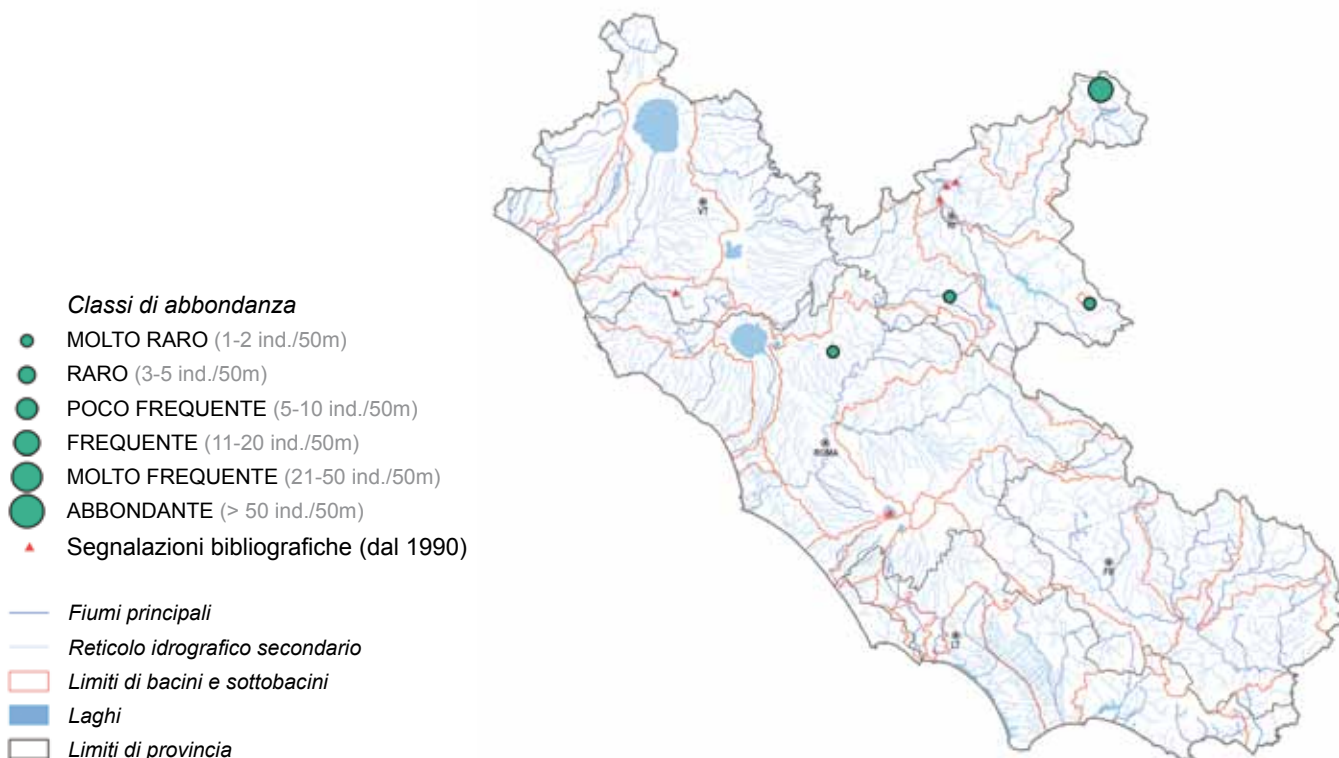 Classi di abbondanza
MOLTO RARO (1-2 ind./50m)
RARO (3-5 ind./50m)
POCO FREQUENTE (5-10 ind./50m)
FREQUENTE (11-20 ind./50m)
MOLTO FREQUENTE (21-50 ind./50m)
ABBONDANTE (> 50 ind./50m)
Segnalazioni bibliografiche (dal 1990)
Fiumi principali
Reticolo idrografico secondario
Limiti di bacini e sottobacini
Laghi
Limiti di provincia
VT
ROMA
FR
LT